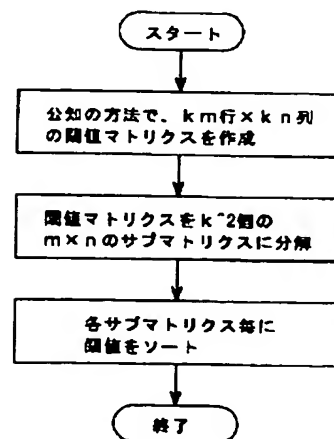 スタート
公知の方法で、km行×kn列
の閾値マトリクスを作成
閾値マトリクスをk^2個の
m×nのサブマトリクスに分解
各サブマトリクス毎に
閾値をソート
終了